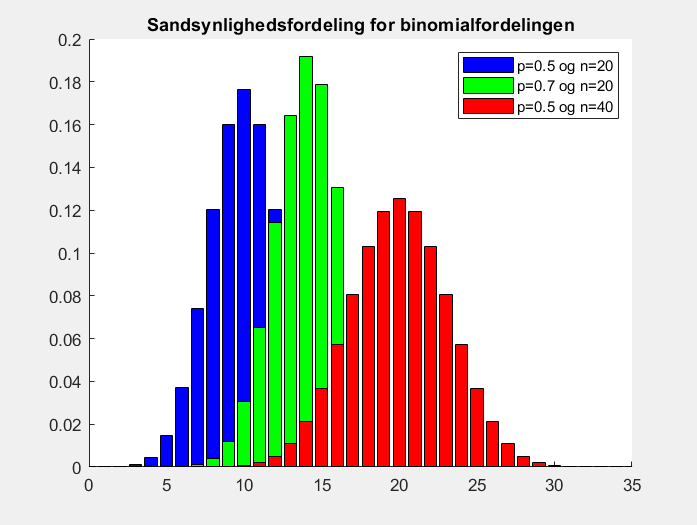 Sandsynlighedsfordeling for binomialfordelingen
0.2
0.18
0.16
0.14
0.12
0.1
0.08
0.06
0.04
0.02
0
p=0.5 og n=20
p=0.7 og n=20
p=0.5 og n=40
0 5 10 15 20 25 30 35